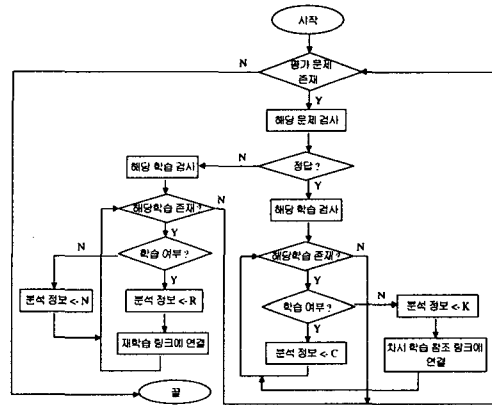 시작
N
평가 문제
존재
Y
해당 문제 검사
해당 학습 검사
N
정답?
Y
해당 학습 검사
해당학습 존재?
N
Y
N
학습 여부?
Y
분석 정보 <- N
분석 정보 <- R
재학습 링크에 연결
해당학습 존재?
N
Y
학습 여부?
N
분석 정보 <- K
Y
분석 정보 <- C
차시 학습 참조 링크에
연결
끝